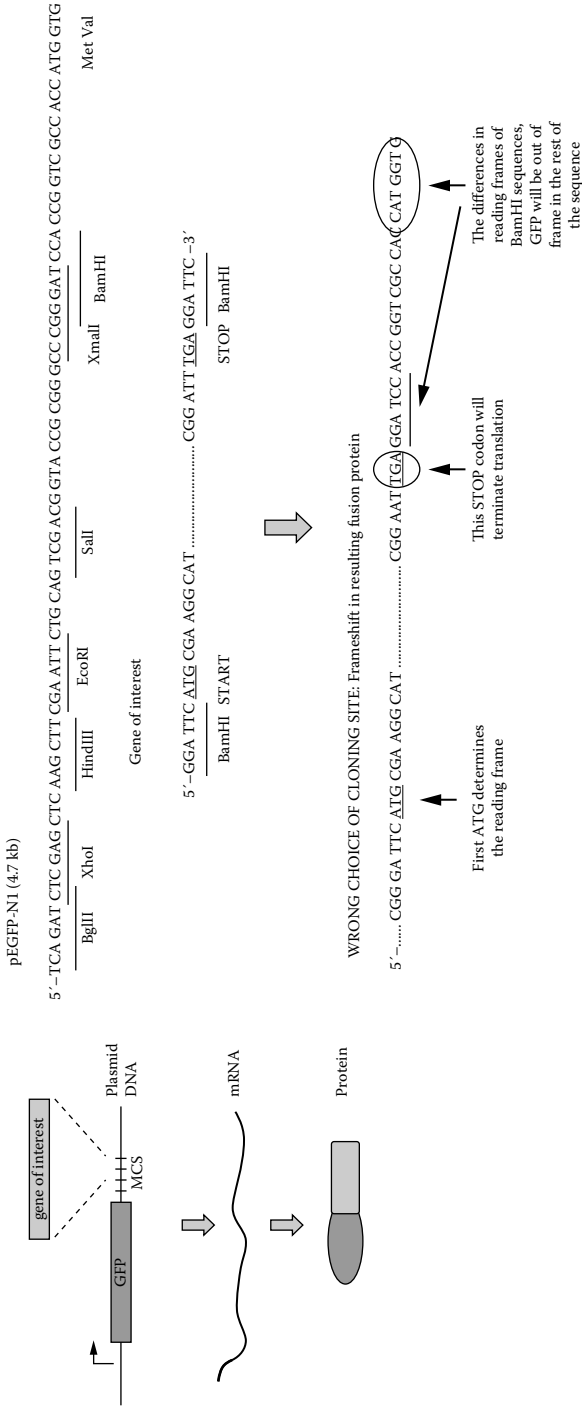 gene of interest
GFP
MCS
Plasmid
DNA
mRNA
Protein
pEGFP-N1 (4.7 kb)
5´–TCA GAT CTC GAG CTC AAG CTT CGA ATT CTG CAG TCG ACG GTA CCG CGG GCC CGG GAT CCA CCG GTC GCC ACC ATG GTG
BglII XhoI HindIII EcoRI SalI XmaII BamHI Met Val
Gene of interest
5´–GGA TTC ATG CGA AGG CAT .......................... CGG ATT TGA GGA TTC –3´
BamHI START STOP BamHI
WRONG CHOICE OF CLONING SITE: Frameshift in resulting fusion protein
5´–...... CGG GA TTC ATG CGA AGG CAT .......................... CGG AAT TGA GGA TCC ACC GGT CGC CAC CAT GGT G
First ATG determines
the reading frame
This STOP codon will
terminate translation
The differences in
reading frames of
BamHI sequences,
GFP will be out of
frame in the rest of
the sequence